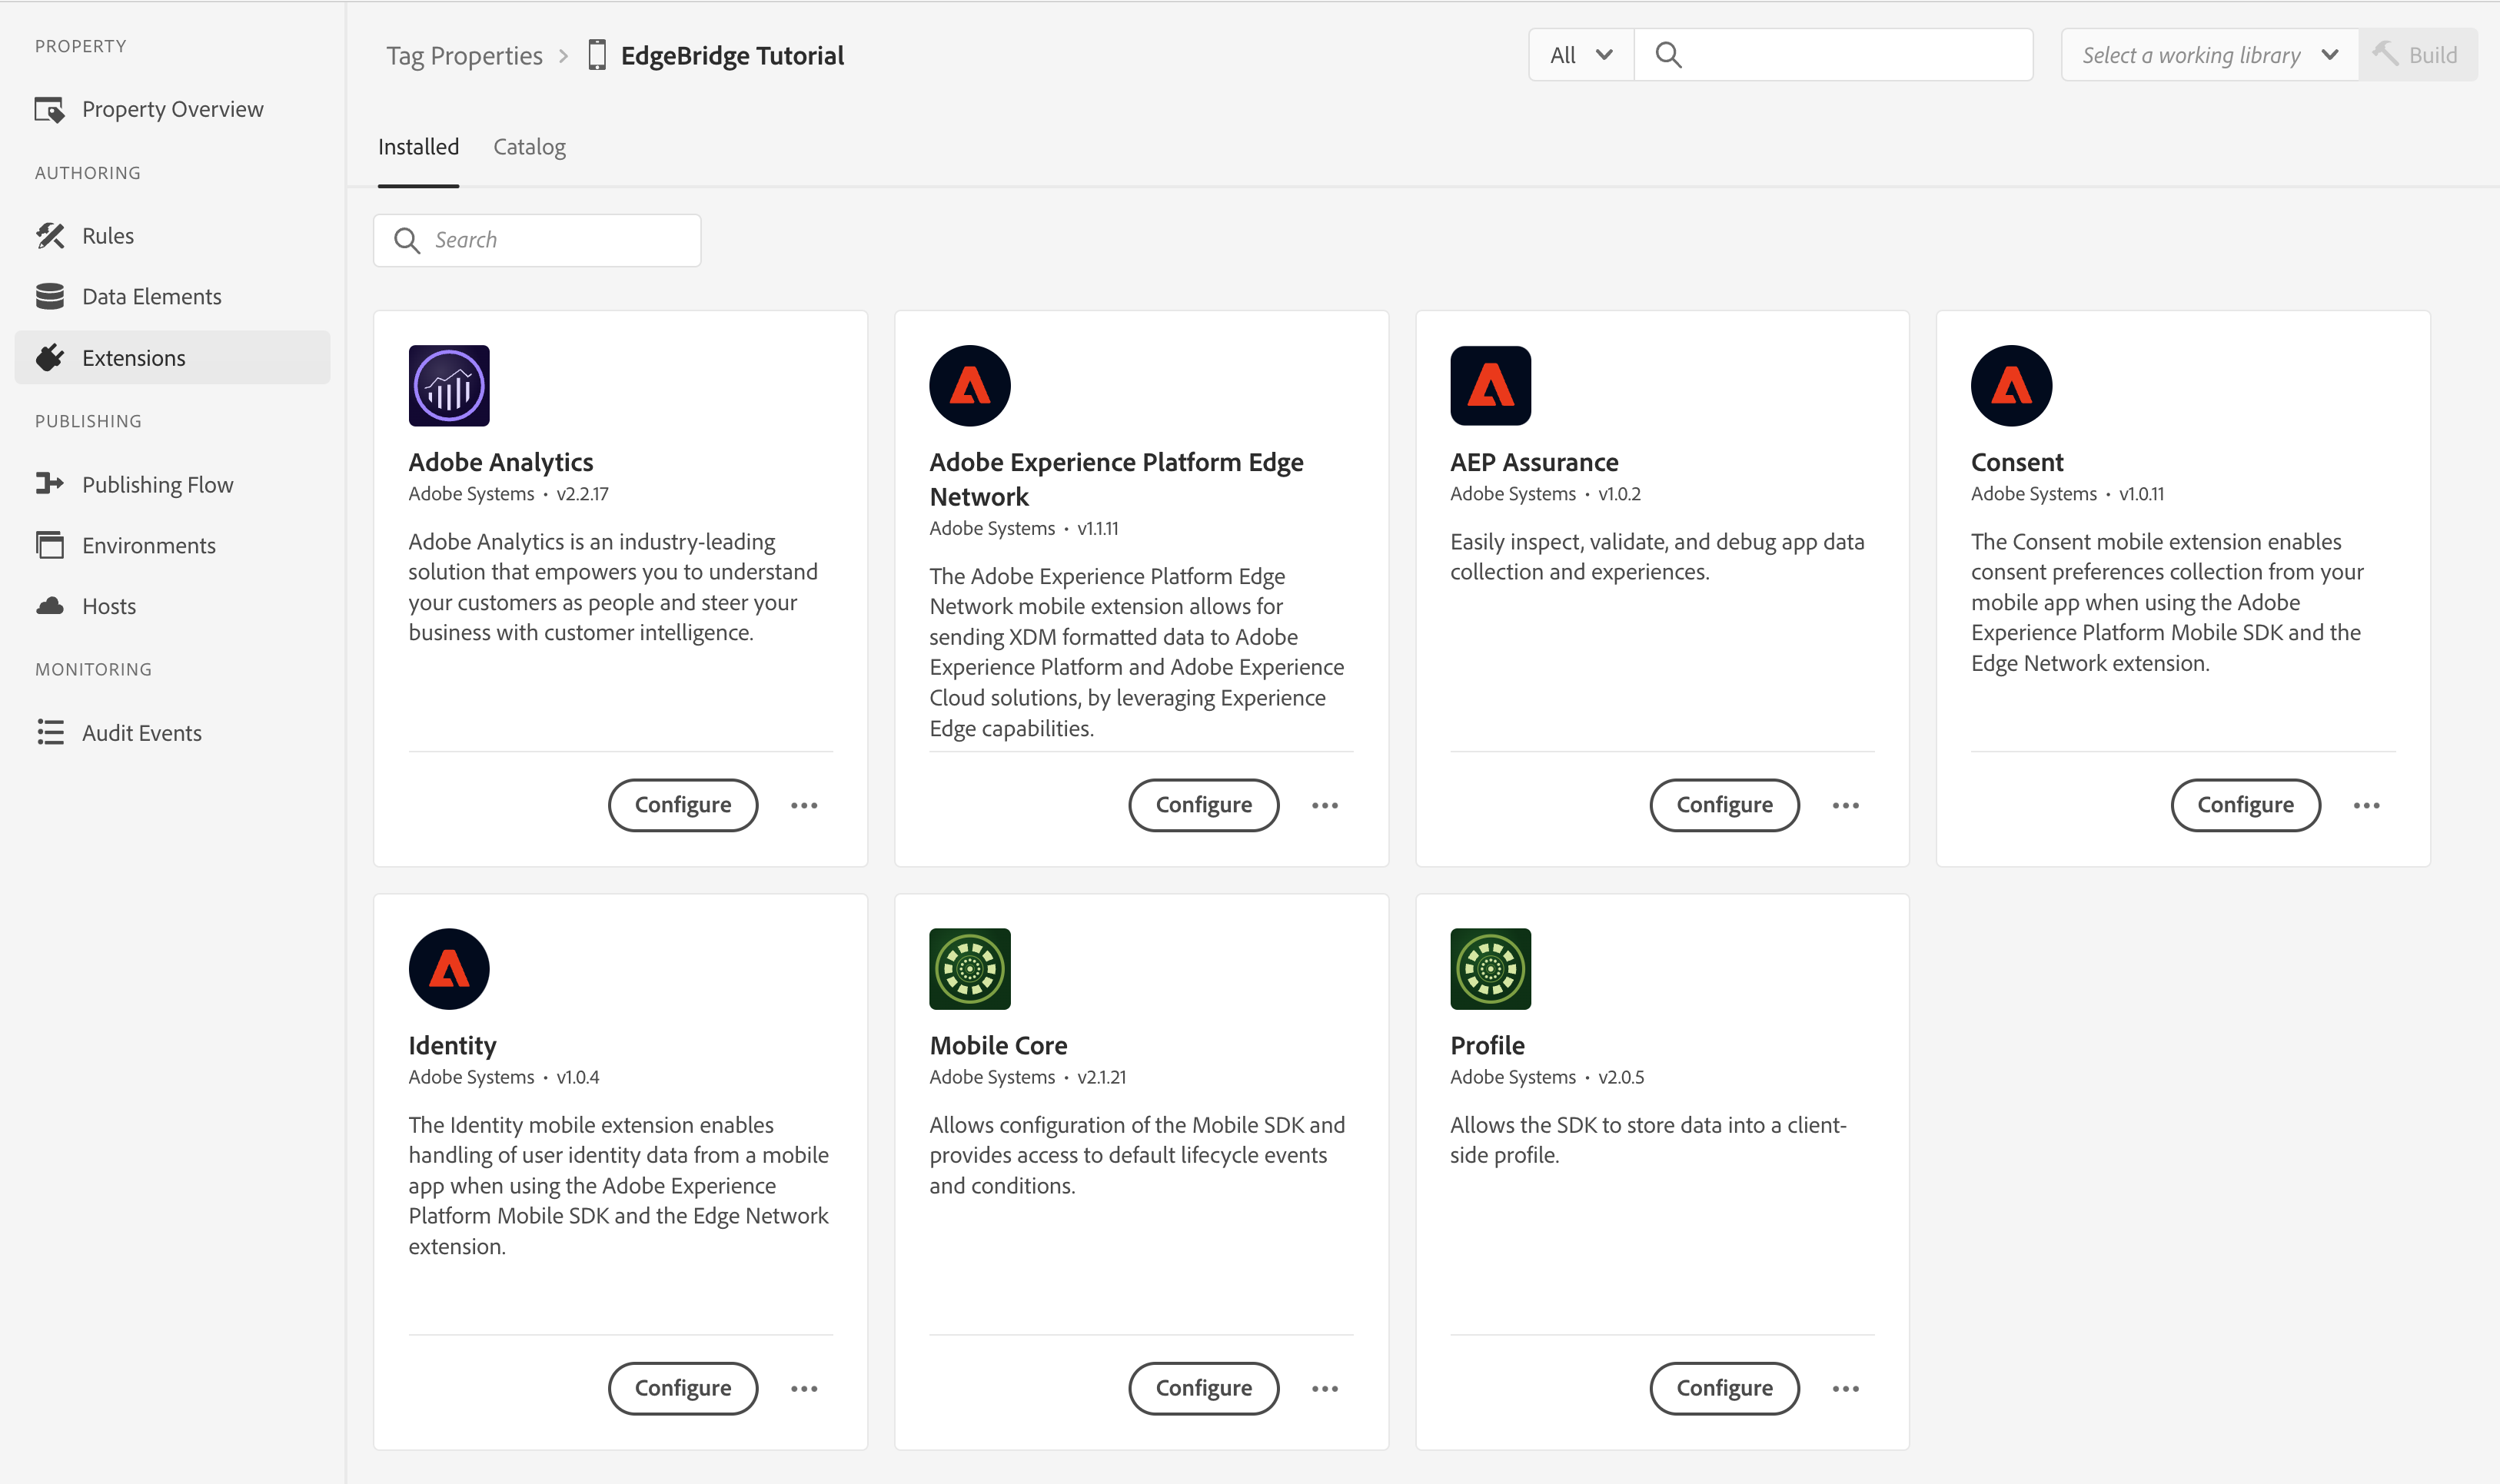 PROPERTY
Property Overview
AUTHORING
Rules
Data Elements
Extensions
PUBLISHING
Publishing Flow
Environments
Hosts
MONITORING
Audit Events
Tag Properties > EdgeBridge Tutorial
All
Select a working library
Build
Installed
Catalog
Search
Adobe Analytics
Adobe Systems • v2.2.17
Adobe Analytics is an industry-leading
solution that empowers you to understand
your customers as people and steer your
business with customer intelligence.
Configure
Adobe Experience Platform Edge
Network
Adobe Systems • v1.1.11
The Adobe Experience Platform Edge
Network mobile extension allows for
sending XDM formatted data to Adobe
Experience Platform and Adobe Experience
Cloud solutions, by leveraging Experience
Edge capabilities.
Configure
AEP Assurance
Adobe Systems • v1.0.2
Easily inspect, validate, and debug app data
collection and experiences.
Configure
Consent
Adobe Systems • v1.0.11
The Consent mobile extension enables
consent preferences collection from your
mobile app when using the Adobe
Experience Platform Mobile SDK and the
Edge Network extension.
Configure
Identity
Adobe Systems • v1.0.4
The Identity mobile extension enables
handling of user identity data from a mobile
app when using the Adobe Experience
Platform Mobile SDK and the Edge Network
extension.
Configure
Mobile Core
Adobe Systems • v2.1.21
Allows configuration of the Mobile SDK and
provides access to default lifecycle events
and conditions.
Configure
Profile
Adobe Systems • v2.0.5
Allows the SDK to store data into a client-
side profile.
Configure